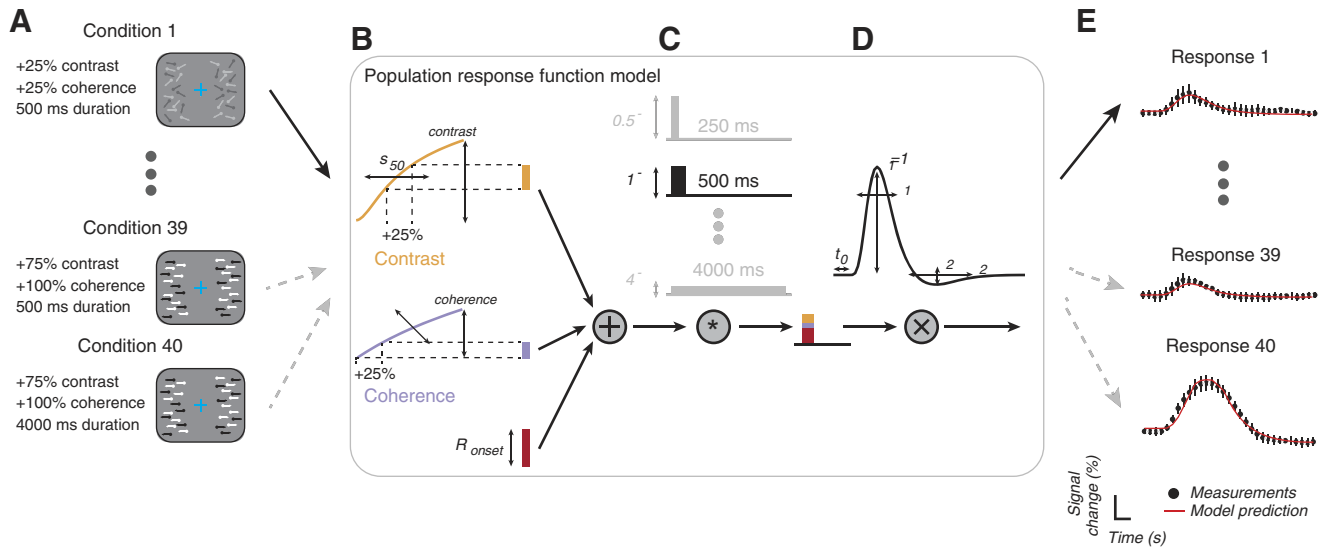 A
B
C
D
E
Condition 1
+25% contrast
+25% coherence
500 ms duration
Condition 39
+75% contrast
+100% coherence
500 ms duration
Condition 40
+75% contrast
+100% coherence
4000 ms duration
Population response function model
contrast
s50
+25%
Contrast
coherence
+25%
Coherence
Ronset
0.5-
250 ms
1-
500 ms
4-
4000 ms
+
*
×
t0
1
1
2
2
Response 1
Response 39
Response 40
Signal
change (%)
Time (s)
Measurements
Model prediction